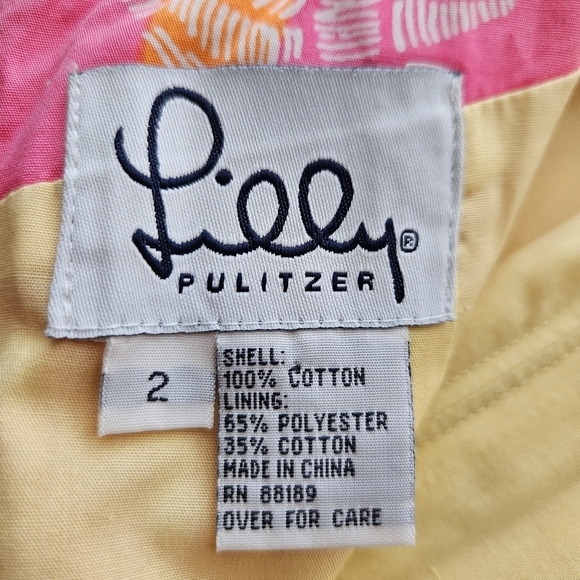 Lilly®
PULITZER
2
SHELL:
100% COTTON
LINING:
65% POLYESTER
35% COTTON
MADE IN CHINA
RN 88189
OVER FOR CARE